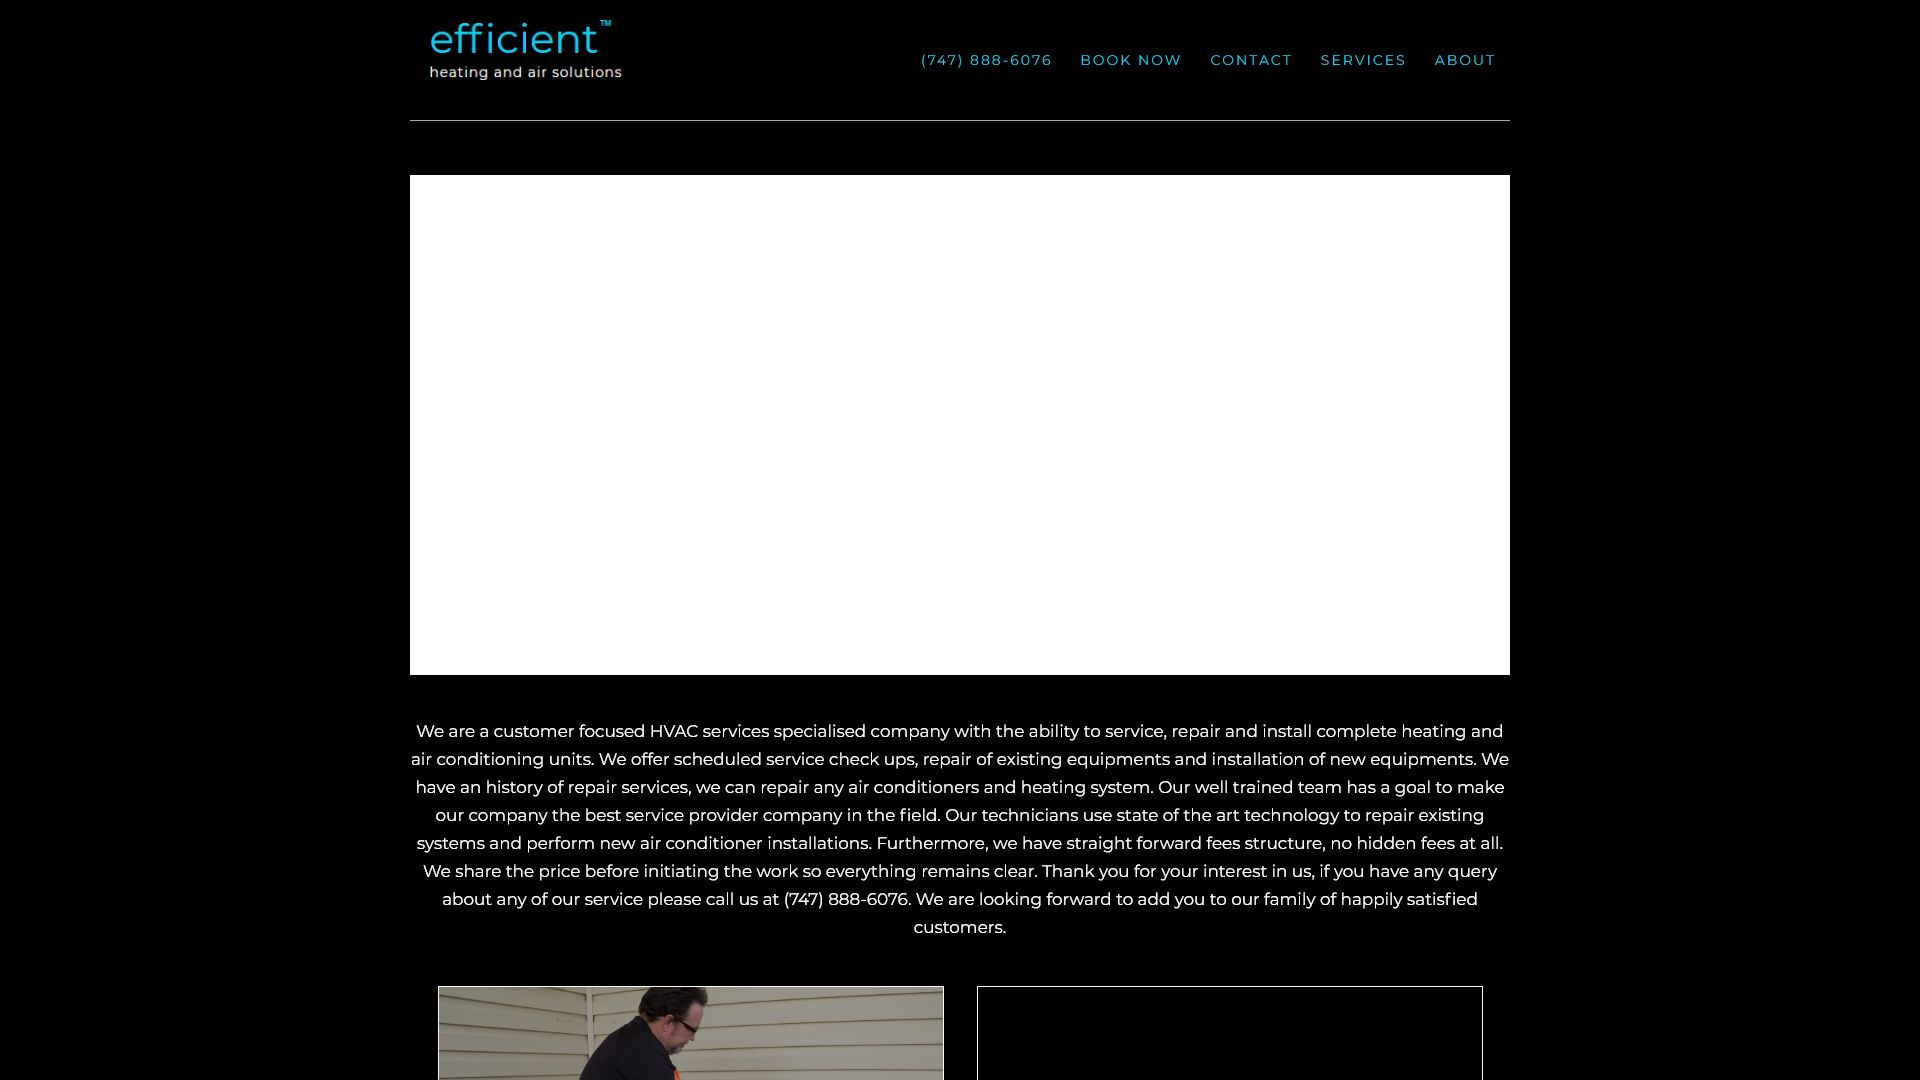 efficient™
heating and air solutions
(747) 888-6076 BOOK NOW CONTACT SERVICES ABOUT
We are a customer focused HVAC services specialised company with the ability to service, repair and install complete heating and
air conditioning units. We offer scheduled service check ups, repair of existing equipments and installation of new equipments. We
have an history of repair services, we can repair any air conditioners and heating system. Our well trained team has a goal to make
our company the best service provider company in the field. Our technicians use state of the art technology to repair existing
systems and perform new air conditioner installations. Furthermore, we have straight forward fees structure, no hidden fees at all.
We share the price before initiating the work so everything remains clear. Thank you for your interest in us, if you have any query
about any of our service please call us at (747) 888-6076. We are looking forward to add you to our family of happily satisfied
customers.